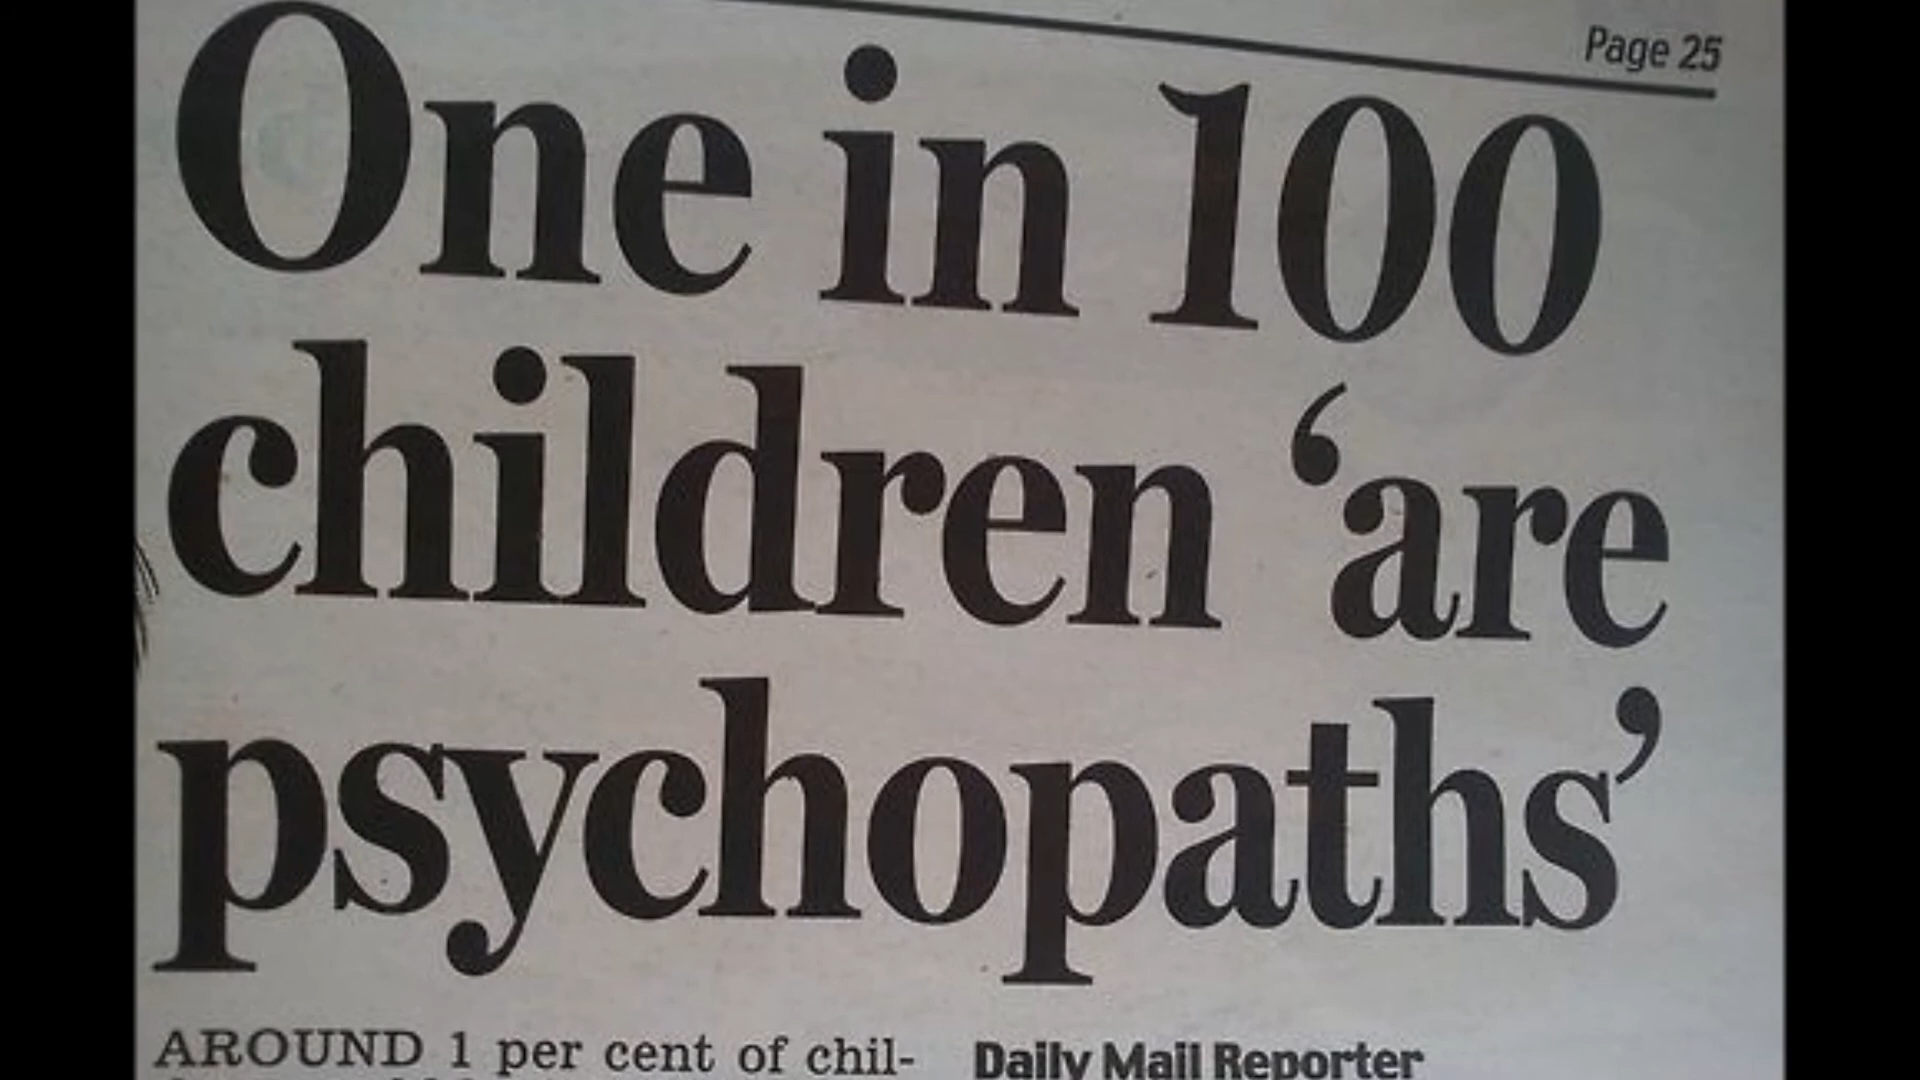 Page 25
One in 100
children ‘are
psychopaths’
AROUND 1 per cent of chil-
Daily Mail Reporter